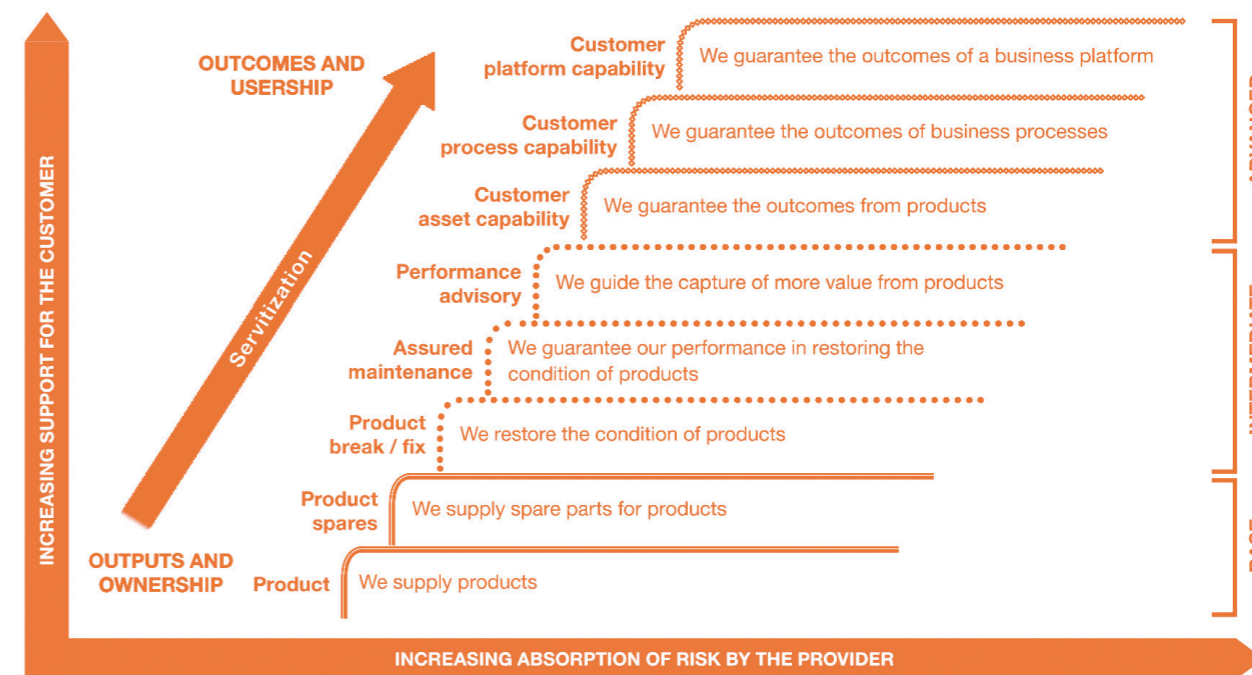 Customer
platform capability
We guarantee the outcomes of a business platform
OUTCOMES AND
USERSHIP
Customer
process capability
We guarantee the outcomes of business processes
Customer
asset capability
We guarantee the outcomes from products
Performance
advisory
We guide the capture of more value from products
Servitization
Assured
maintenance
We guarantee our performance in restoring the
condition of products
Product
break / fix
We restore the condition of products
Product
spares
We supply spare parts for products
OUTPUTS AND
OWNERSHIP
Product
We supply products
INCREASING SUPPORT FOR THE CUSTOMER
INCREASING ABSORPTION OF RISK BY THE PROVIDER